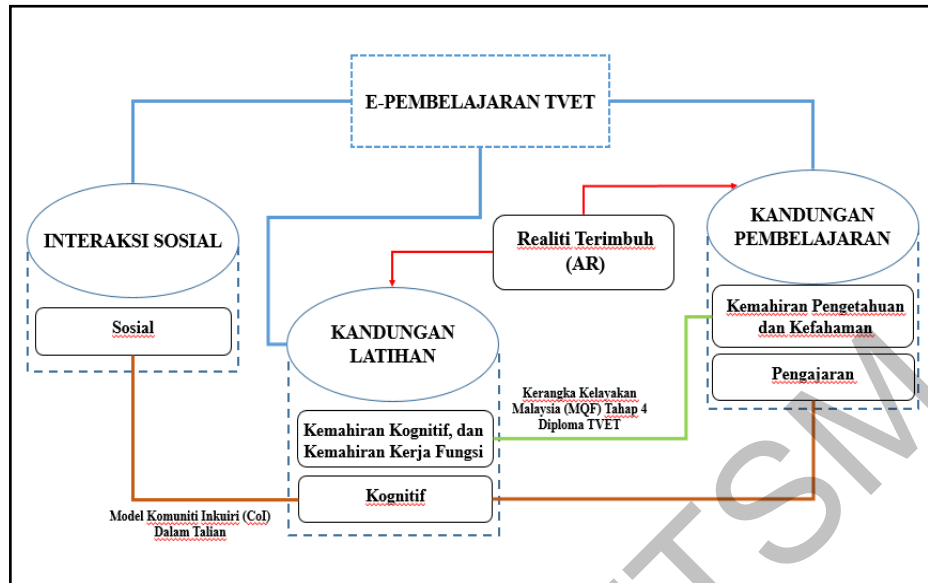 E-PEMBELAJARAN TVET
INTERAKSI SOSIAL
Sosial
Realiti Terimbuh
(AR)
KANDUNGAN
PEMBELAJARAN
Kemahiran Pengetahuan
dan Kefahaman
Pengajaran
KANDUNGAN
LATIHAN
Kerangka Kelayakan
Malaysia (MQF) Tahap 4
Diploma TVET
Kemahiran Kognitif, dan
Kemahiran Kerja Fungsi
Kognitif
Model Komuniti Inkuiri (CoI)
Dalam Talian
TSM